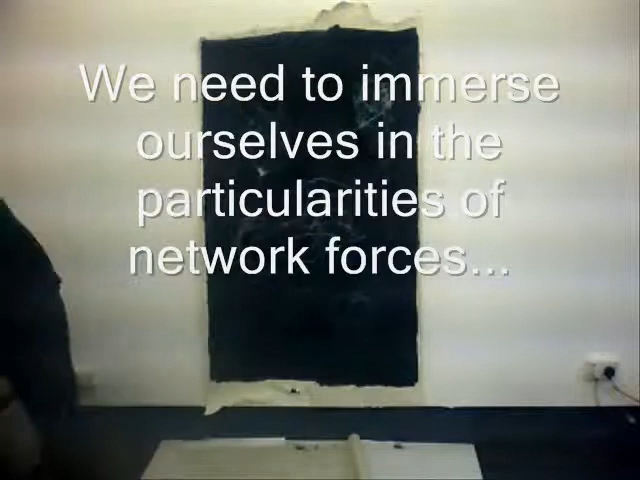 We need to immerse
ourselves in the
particularities of
network forces...